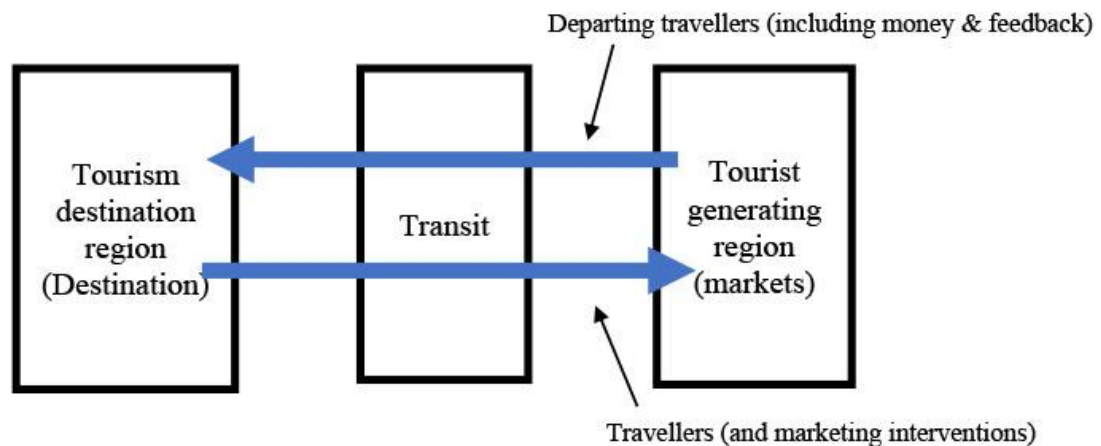 Departing travellers (including money & feedback)
Tourism
destination
region
(Destination)
Transit
Tourist
generating
region
(markets)
Travellers (and marketing interventions)